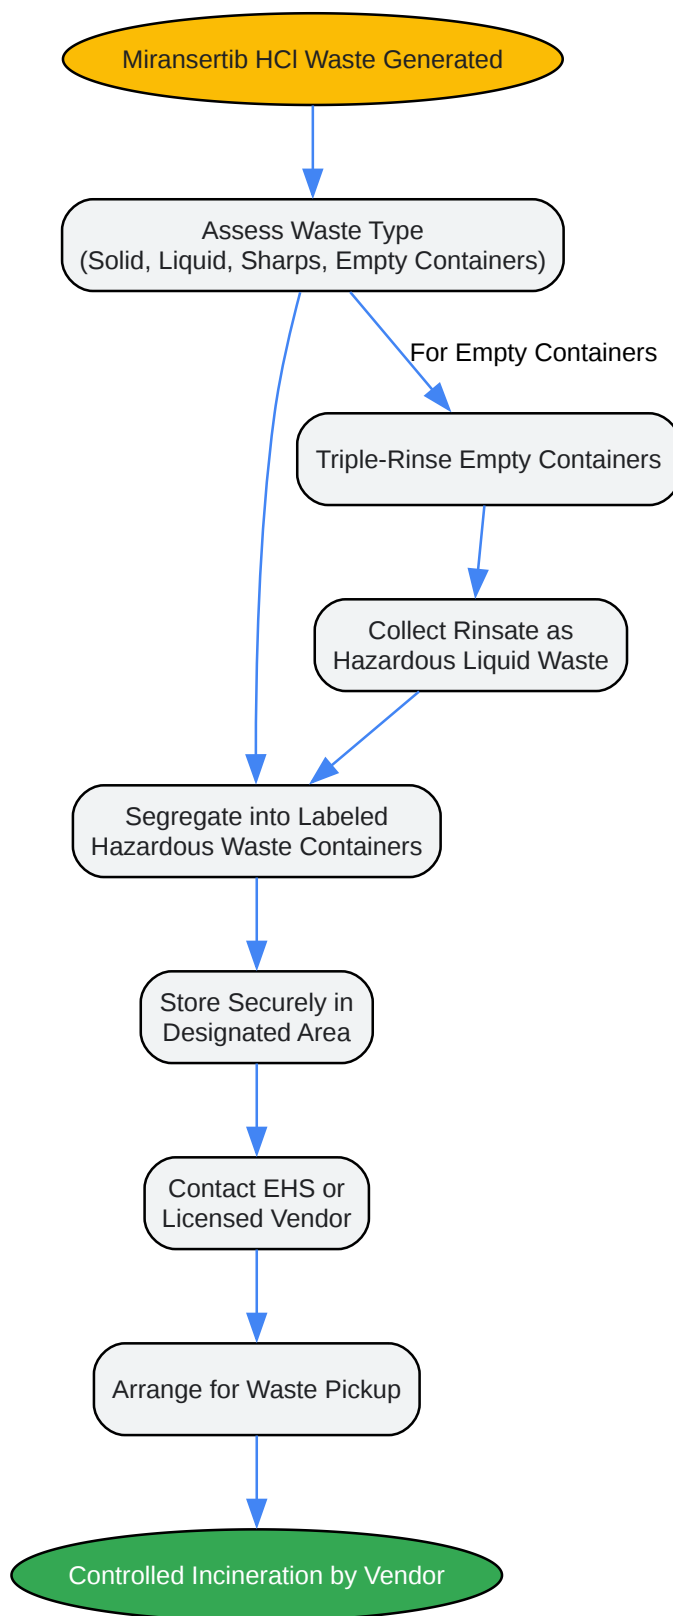 Miransertib HCl Waste Generated
Assess Waste Type
(Solid, Liquid, Sharps, Empty Containers)
For Empty Containers
Triple-Rinse Empty Containers
Collect Rinsate as
Hazardous Liquid Waste
Segregate into Labeled
Hazardous Waste Containers
Store Securely in
Designated Area
Contact EHS or
Licensed Vendor
Arrange for Waste Pickup
Controlled Incineration by Vendor